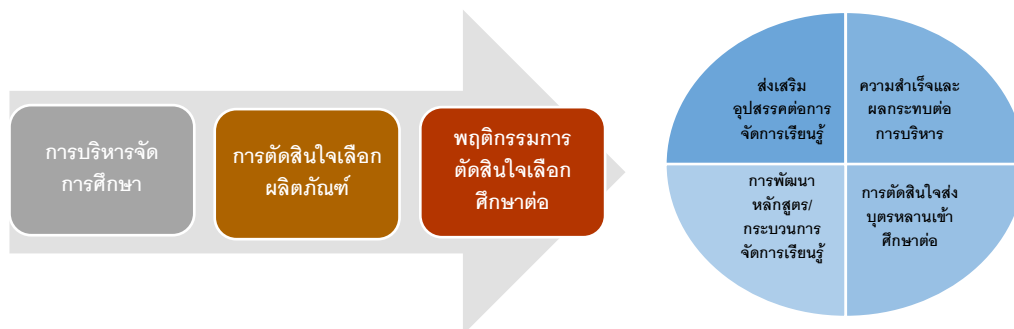 การบริหารจัด
การศึกษา
การตัดสินใจเลือก
ผลิตภัณฑ์
พฤติกรรมการ
ตัดสินใจเลือก
ศึกษาต่อ
ส่งเสริม
อุปสรรคต่อการ
จัดการเรียนรู้
ความสำเร็จและ
ผลกระทบต่อ
การบริหาร
การพัฒนา
หลักสูตร/
กระบวนการ
จัดการเรียนรู้
การตัดสินใจส่ง
บุตรหลานเข้า
ศึกษาต่อ